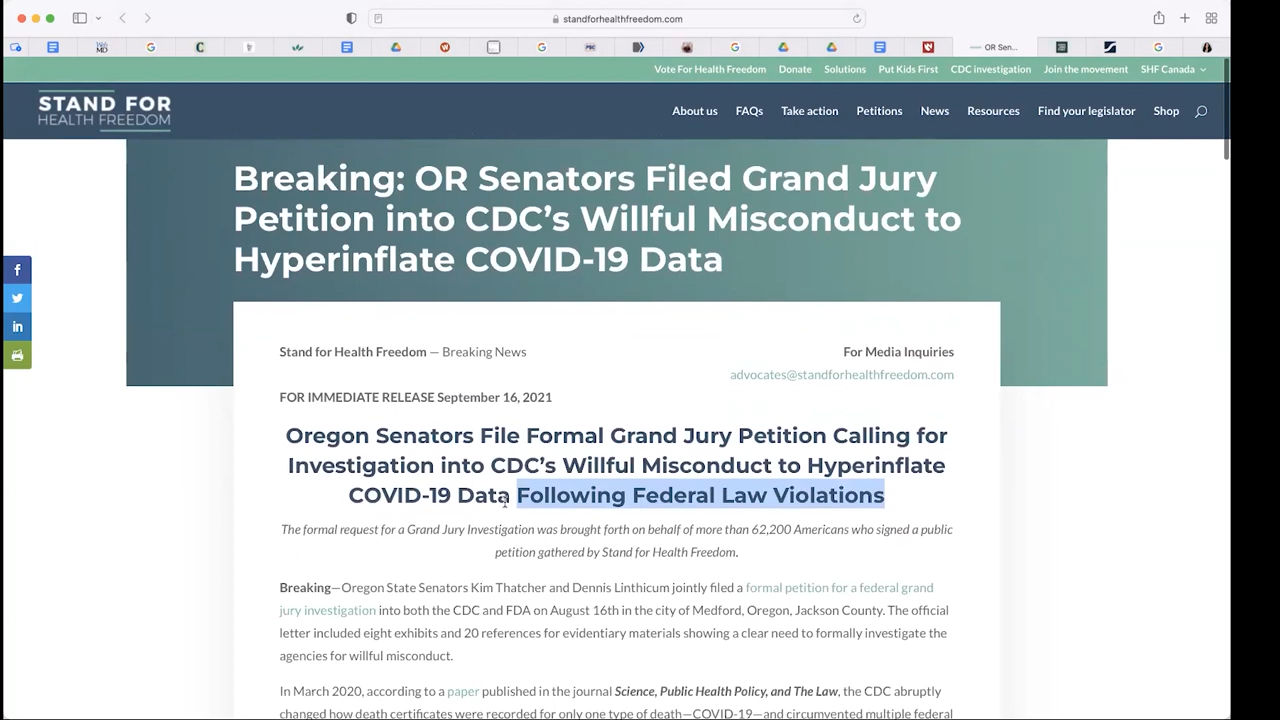 standforhealthfreedom.com
OR Sen...
Vote For Health Freedom Donate Solutions Put Kids First CDC investigation Join the movement SHF Canada
STAND FOR
HEALTH FREEDOM
About us FAQs Take action Petitions News Resources Find your legislator Shop
Breaking: OR Senators Filed Grand Jury
Petition into CDC’s Willful Misconduct to
Hyperinflate COVID-19 Data
Stand for Health Freedom — Breaking News
For Media Inquiries
advocates@standforhealthfreedom.com
FOR IMMEDIATE RELEASE September 16, 2021
Oregon Senators File Formal Grand Jury Petition Calling for
Investigation into CDC’s Willful Misconduct to Hyperinflate
COVID-19 Data Following Federal Law Violations
The formal request for a Grand Jury Investigation was brought forth on behalf of more than 62,200 Americans who signed a public
petition gathered by Stand for Health Freedom.
Breaking—Oregon State Senators Kim Thatcher and Dennis Linthicum jointly filed a formal petition for a federal grand
jury investigation into both the CDC and FDA on August 16th in the city of Medford, Oregon, Jackson County. The official
letter included eight exhibits and 20 references for evidentiary materials showing a clear need to formally investigate the
agencies for willful misconduct.
In March 2020, according to a paper published in the journal Science, Public Health Policy, and The Law, the CDC abruptly
changed how death certificates were recorded for only one type of death—COVID-19—and circumvented multiple federal